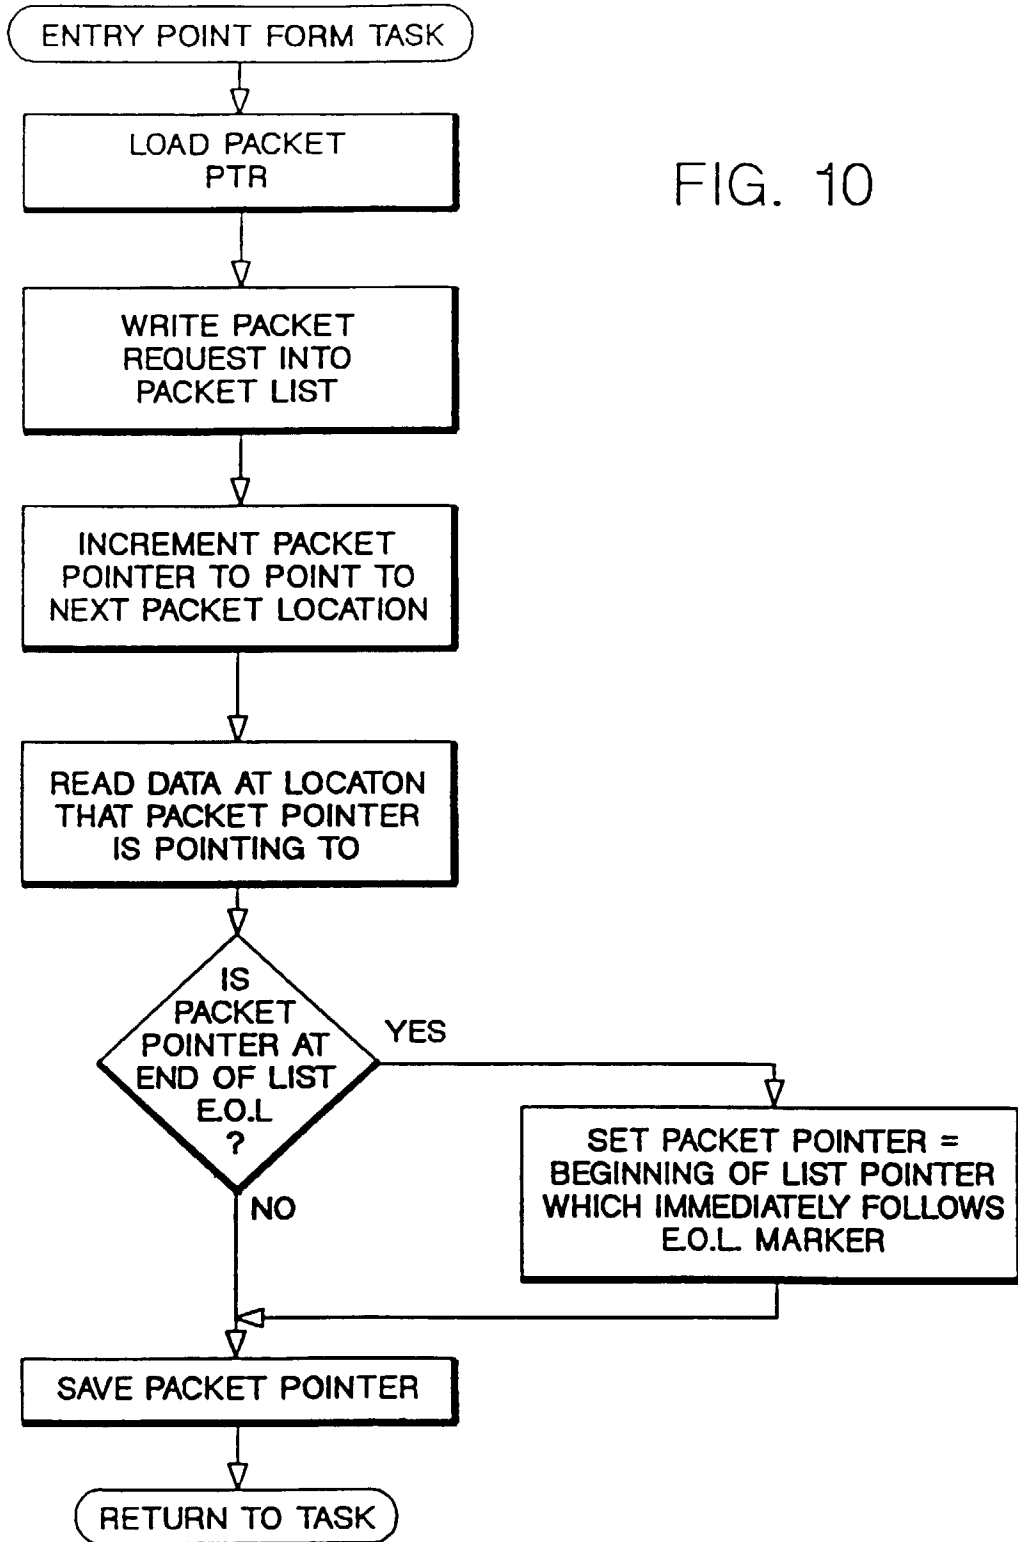 ENTRY POINT FORM TASK
LOAD PACKET
PTR
FIG. 10
WRITE PACKET
REQUEST INTO
PACKET LIST
INCREMENT PACKET
POINTER TO POINT TO
NEXT PACKET LOCATION
READ DATA AT LOCATON
THAT PACKET POINTER
IS POINTING TO
IS
PACKET
POINTER AT
END OF LIST
E.O.L
?
YES
NO
SET PACKET POINTER =
BEGINNING OF LIST POINTER
WHICH IMMEDIATELY FOLLOWS
E.O.L. MARKER
SAVE PACKET POINTER
RETURN TO TASK